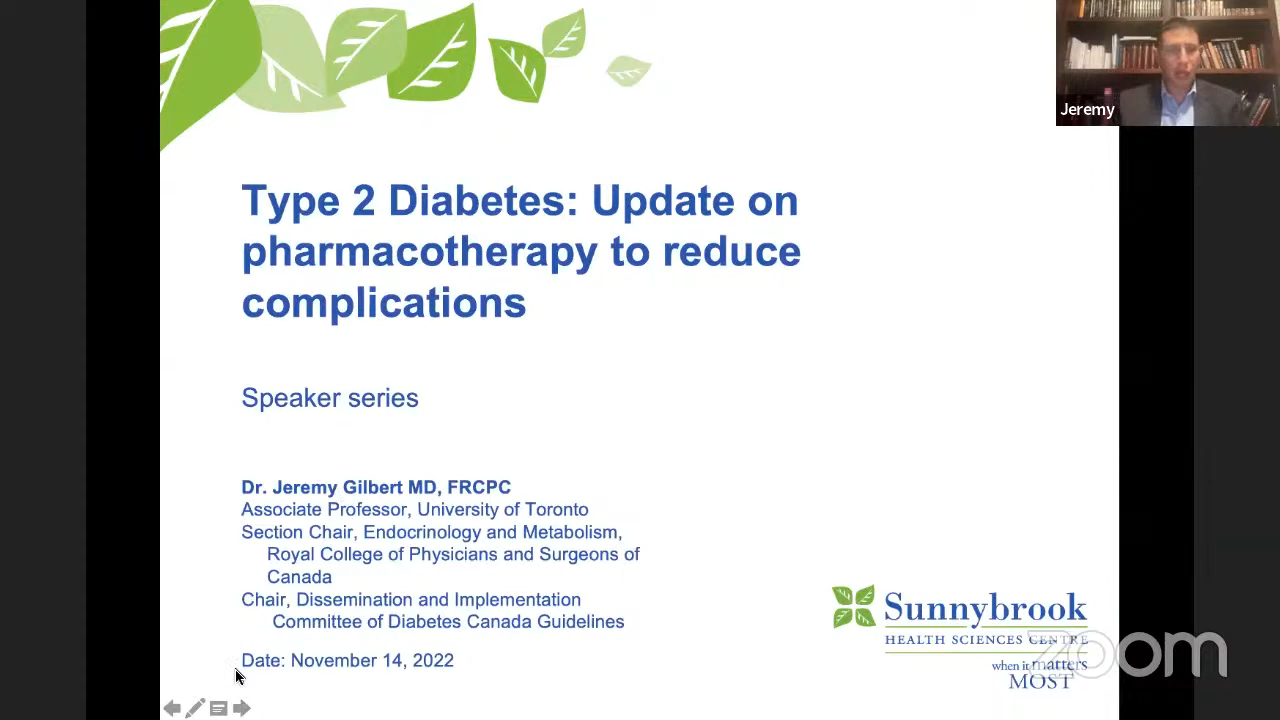 Jeremy
Type 2 Diabetes: Update on
pharmacotherapy to reduce
complications
Speaker series
Dr. Jeremy Gilbert MD, FRCPC
Associate Professor, University of Toronto
Section Chair, Endocrinology and Metabolism,
Royal College of Physicians and Surgeons of
Canada
Chair, Dissemination and Implementation
Committee of Diabetes Canada Guidelines
Date: November 14, 2022
Sunnybrook
HEALTH SCIENCES CENTRE
when it matters
MOST
zoom